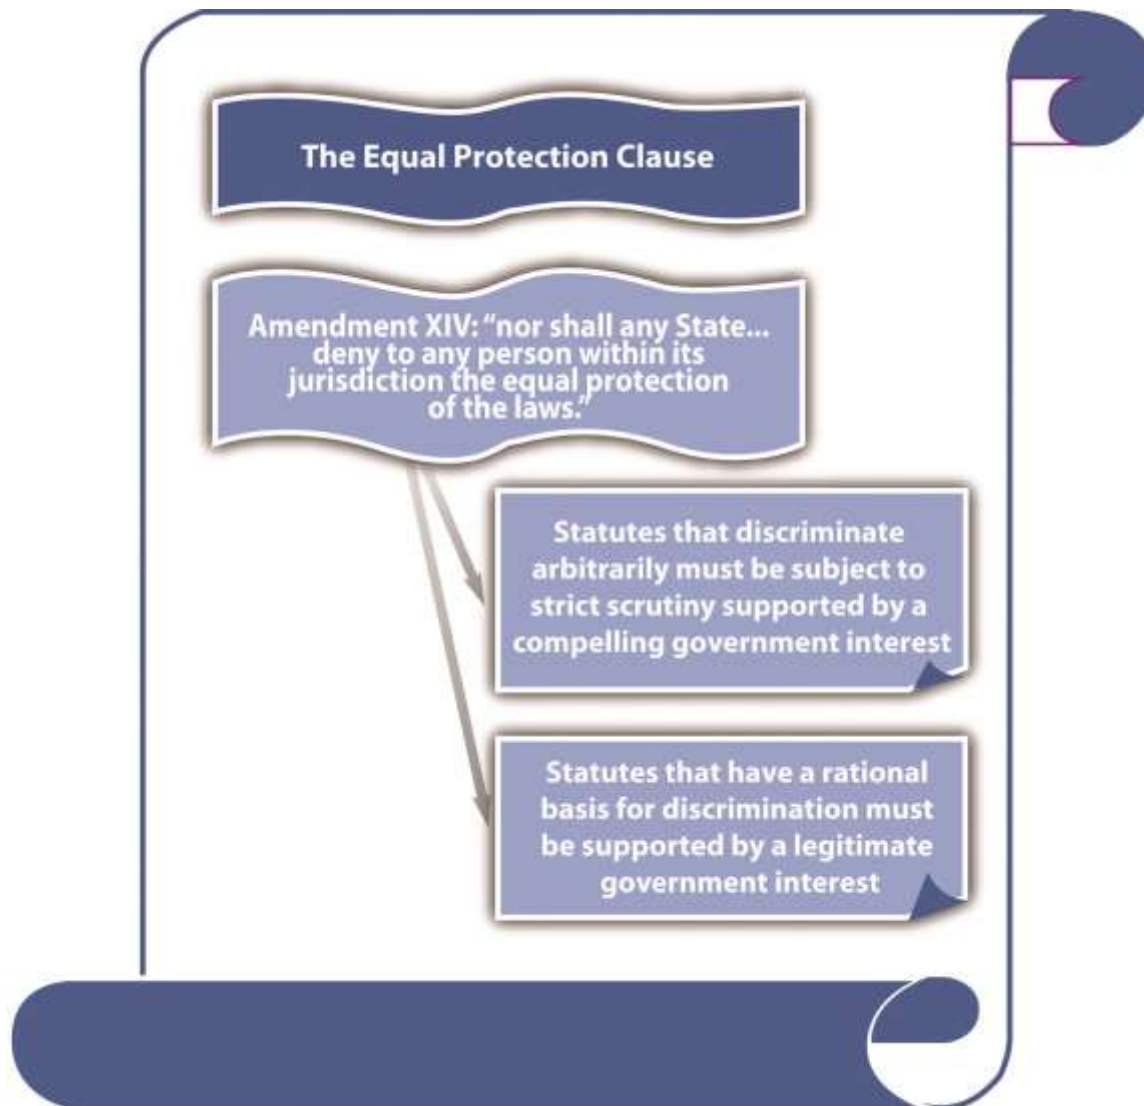 The Equal Protection Clause
Amendment XIV: “nor shall any State...
deny to any person within its
jurisdiction the equal protection
of the laws.”
Statutes that discriminate
arbitrarily must be subject to
strict scrutiny supported by a
compelling government interest
Statutes that have a rational
basis for discrimination must
be supported by a legitimate
government interest